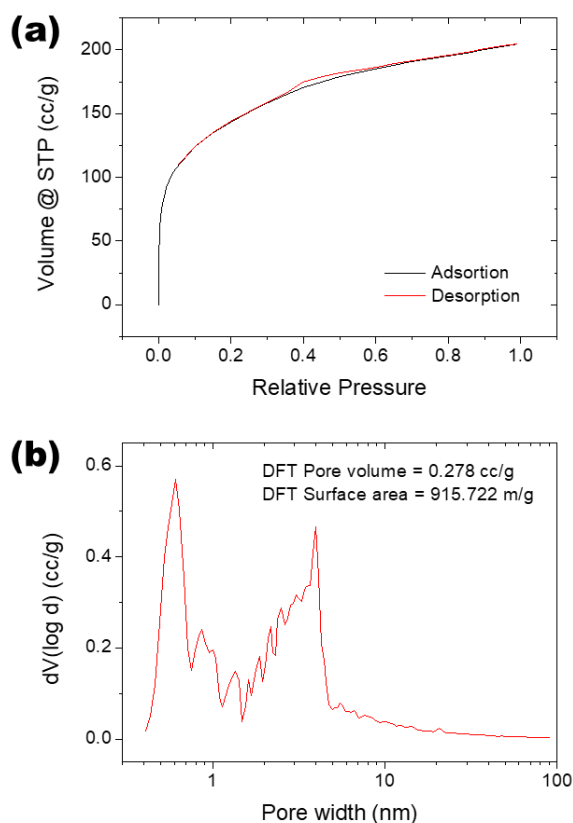 (a)
200
150
100
50
0
Volume @ STP (cc/g)
Adsortion
Desorption
0.0 0.2 0.4 0.6 0.8 1.0
Relative Pressure
(b)
0.6
0.4
0.2
0.0
dV(log d) (cc/g)
DFT Pore volume = 0.278 cc/g
DFT Surface area = 915.722 m/g
1 10 100
Pore width (nm)